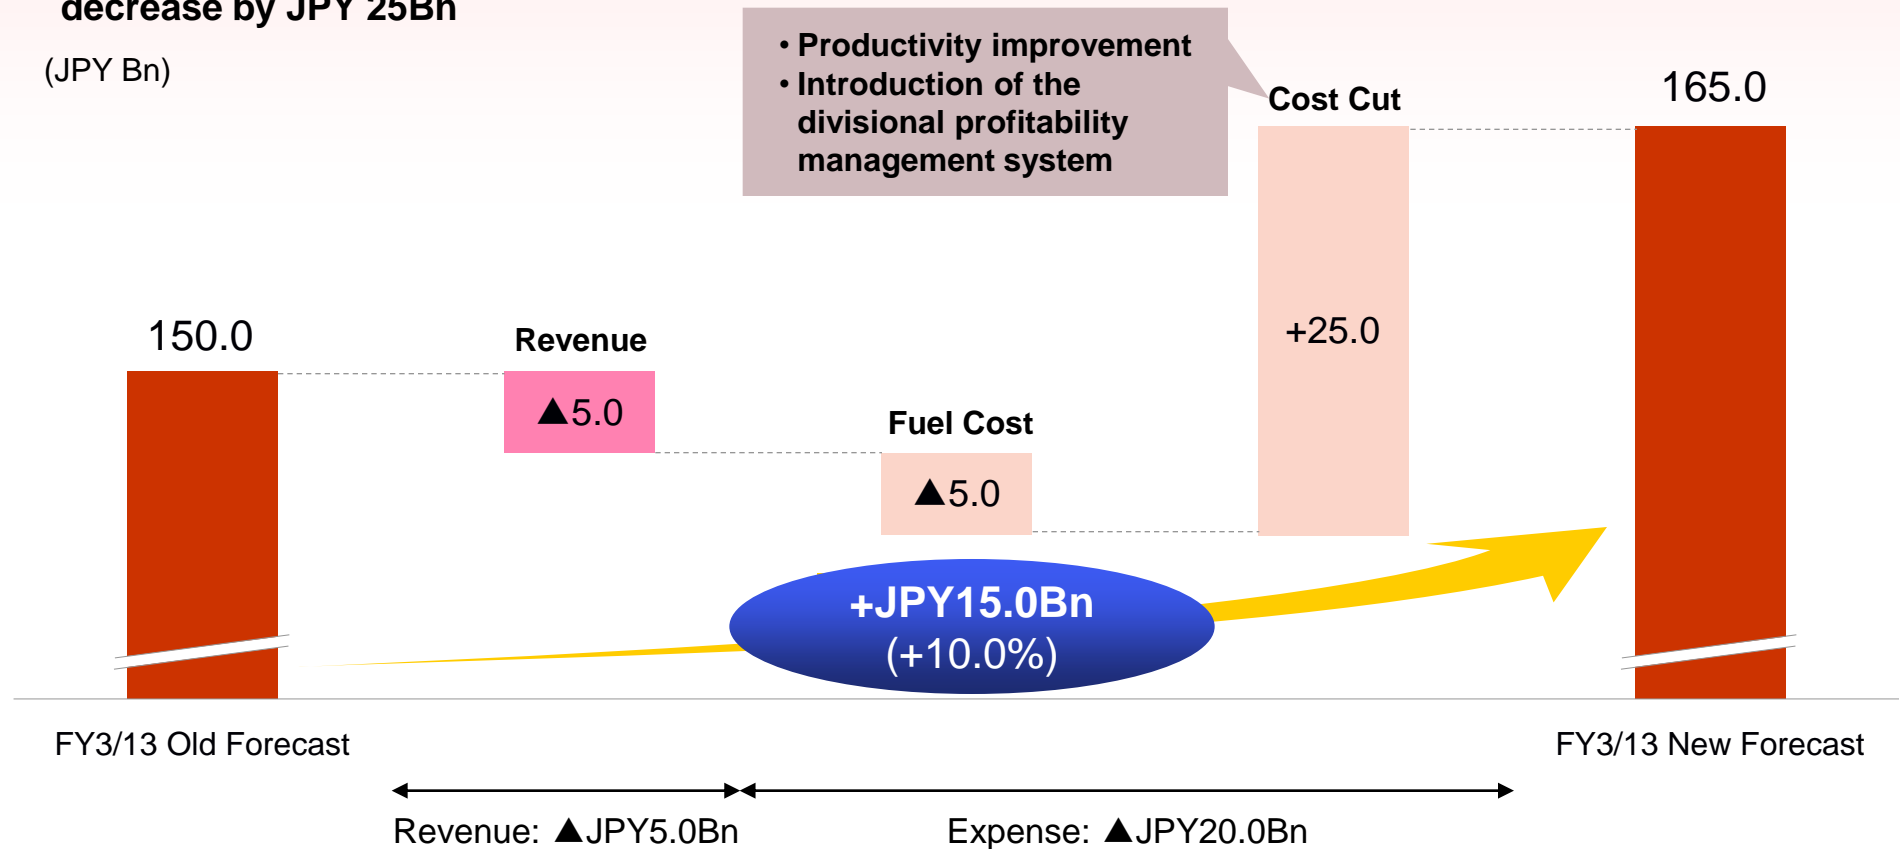 decrease by JPY 25Bn
(JPY Bn)
• Productivity improvement
• Introduction of the
divisional profitability
management system
Cost Cut
165.0
+25.0
150.0
Revenue
▲5.0
Fuel Cost
▲5.0
+JPY15.0Bn
(+10.0%)
FY3/13 Old Forecast
FY3/13 New Forecast
Revenue: ▲JPY5.0Bn
Expense: ▲JPY20.0Bn